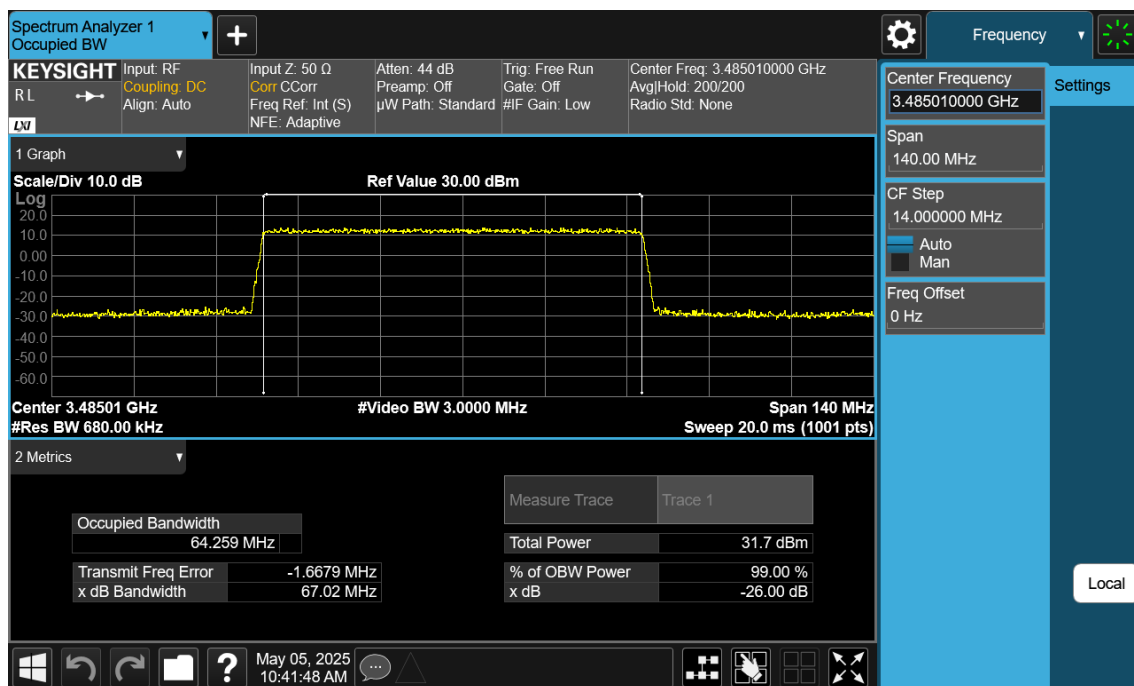 Spectrum Analyzer 1
Occupied BW
+
Frequency
KEYSIGHT
RL
LXI
Input: RF
Coupling: DC
Align: Auto
Input Z: 50 Ω
Corr CCorr
Freq Ref: Int (S)
NFE: Adaptive
Atten: 44 dB
Preamp: Off
µW Path: Standard
Trig: Free Run
Gate: Off
#IF Gain: Low
Center Freq: 3.485010000 GHz
Avg|Hold: 200/200
Radio Std: None
1 Graph
Scale/Div 10.0 dB
Ref Value 30.00 dBm
Log
20.0
10.0
0.00
-10.0
-20.0
-30.0
-40.0
-50.0
-60.0
Center 3.48501 GHz
#Video BW 3.0000 MHz
Span 140 MHz
#Res BW 680.00 kHz
Sweep 20.0 ms (1001 pts)
2 Metrics
Measure Trace
Trace 1
Occupied Bandwidth
64.259 MHz
Total Power
31.7 dBm
Transmit Freq Error
-1.6679 MHz
% of OBW Power
99.00 %
x dB Bandwidth
67.02 MHz
x dB
-26.00 dB
Center Frequency
3.485010000 GHz
Settings
Span
140.00 MHz
CF Step
14.000000 MHz
Auto
Man
Freq Offset
0 Hz
Local
?
May 05, 2025
10:41:48 AM